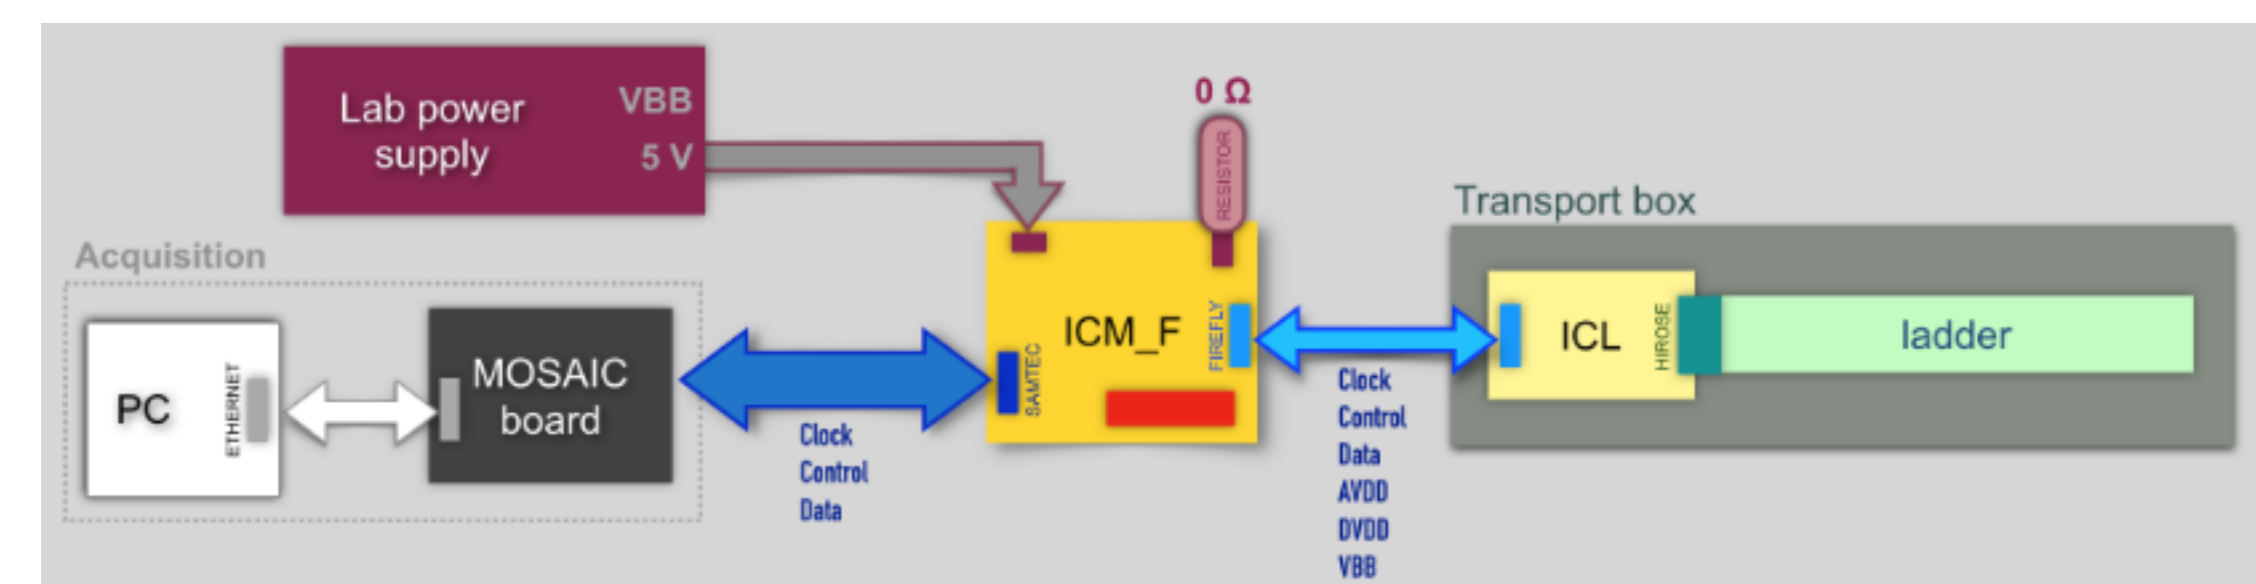 Lab power
supply
VBB
5 V
0 Ω
RESISTOR
Transport box
Acquisition
PC
ETHERNET
MOSAIC
board
Clock
Control
Data
SAMTEC
ICM_F
FIREFLY
Clock
Control
Data
AVDD
DVDD
VBB
ICL
HIROSE
ladder